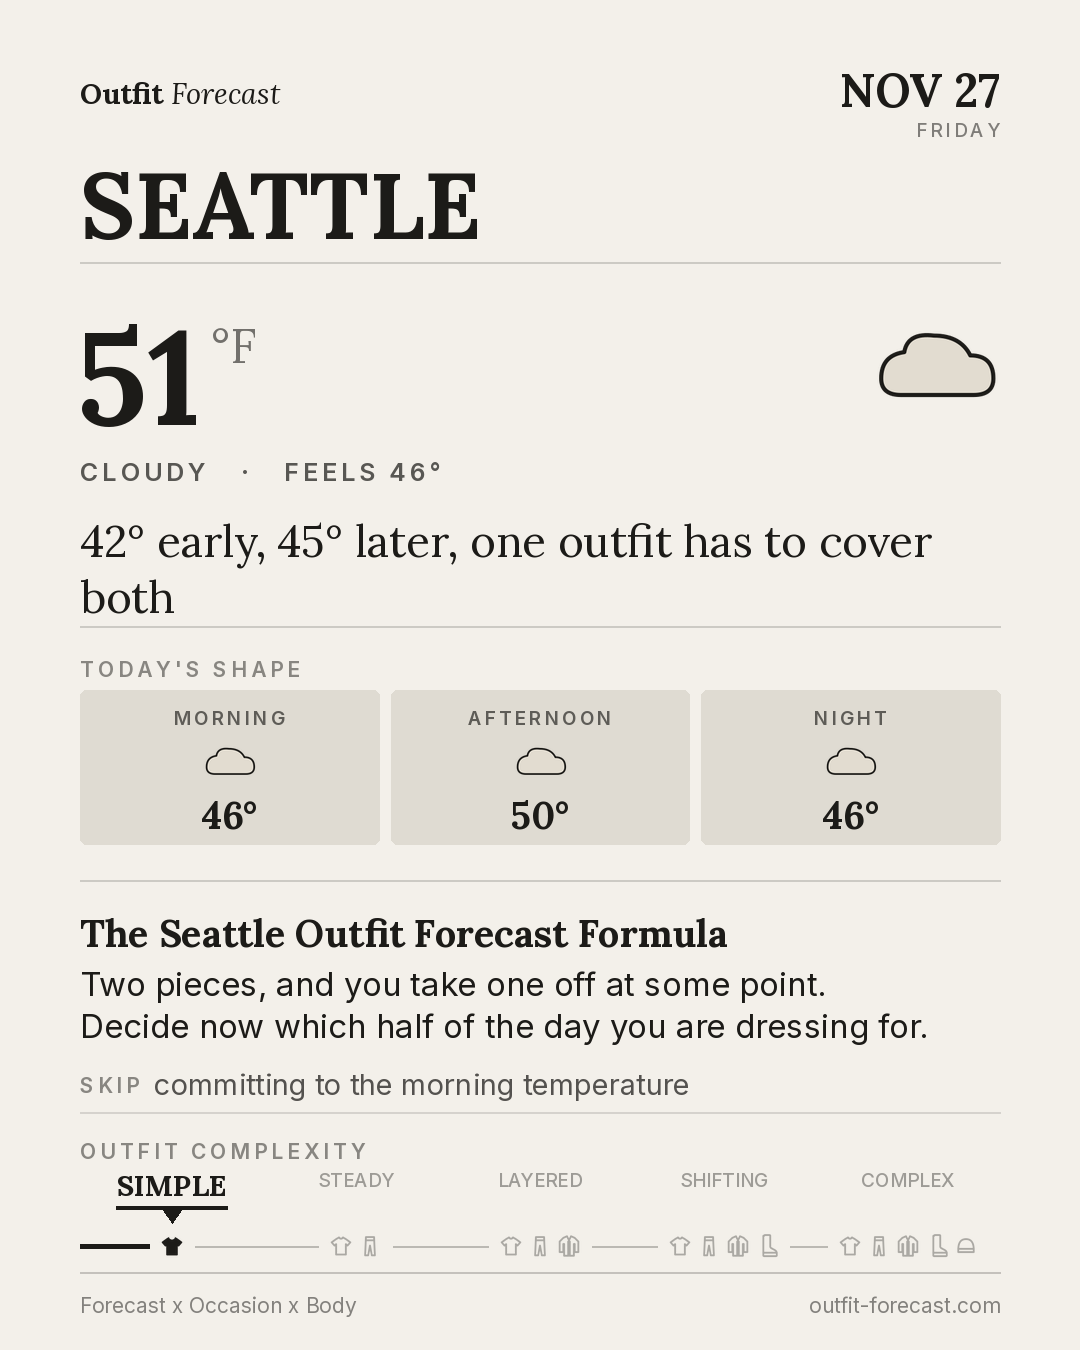 Outfit Forecast
NOV 27
FRIDAY
SEATTLE
51 °F
CLOUDY · FEELS 46°
42° early, 45° later, one outfit has to cover
both
TODAY'S SHAPE
MORNING
46°
AFTERNOON
50°
NIGHT
46°
The Seattle Outfit Forecast Formula
Two pieces, and you take one off at some point.
Decide now which half of the day you are dressing for.
SKIP committing to the morning temperature
OUTFIT COMPLEXITY
SIMPLE STEADY LAYERED SHIFTING COMPLEX
Forecast x Occasion x Body
outfit-forecast.com